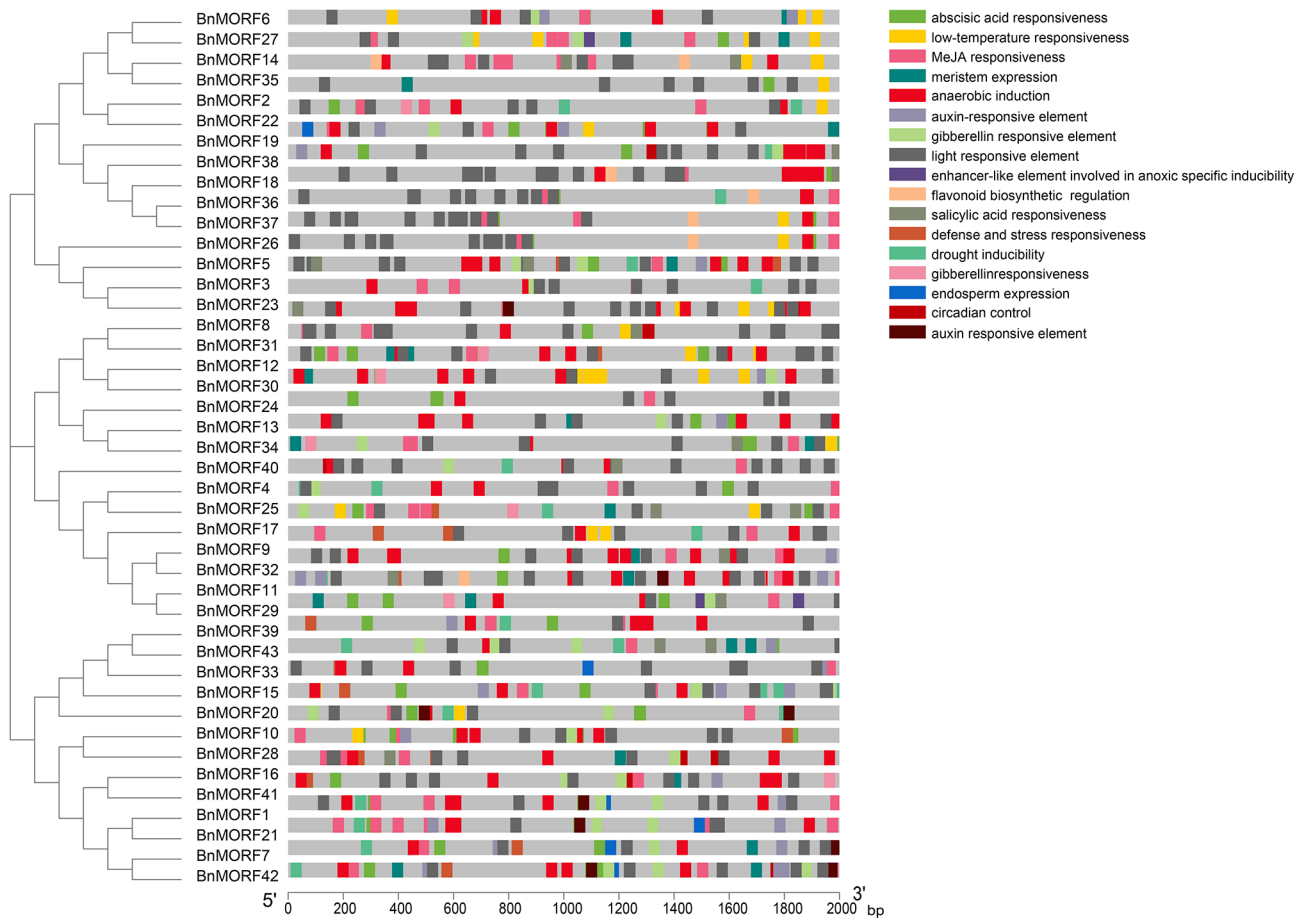 BnMORF6
BnMORF27
BnMORF14
BnMORF35
BnMORF2
BnMORF22
BnMORF19
BnMORF38
BnMORF18
BnMORF36
BnMORF37
BnMORF26
BnMORF5
BnMORF3
BnMORF23
BnMORF8
BnMORF31
BnMORF12
BnMORF30
BnMORF24
BnMORF13
BnMORF34
BnMORF40
BnMORF4
BnMORF25
BnMORF17
BnMORF9
BnMORF32
BnMORF11
BnMORF29
BnMORF39
BnMORF43
BnMORF33
BnMORF15
BnMORF20
BnMORF10
BnMORF28
BnMORF16
BnMORF41
BnMORF1
BnMORF21
BnMORF7
BnMORF42
5' 3'
0 200 400 600 800 1000 1200 1400 1600 1800 2000 bp
abscisic acid responsiveness
low-temperature responsiveness
MeJA responsiveness
meristem expression
anaerobic induction
auxin-responsive element
gibberellin responsive element
light responsive element
enhancer-like element involved in anoxic specific inducibility
flavonoid biosynthetic regulation
salicylic acid responsiveness
defense and stress responsiveness
drought inducibility
gibberellinresponsiveness
endosperm expression
circadian control
auxin responsive element